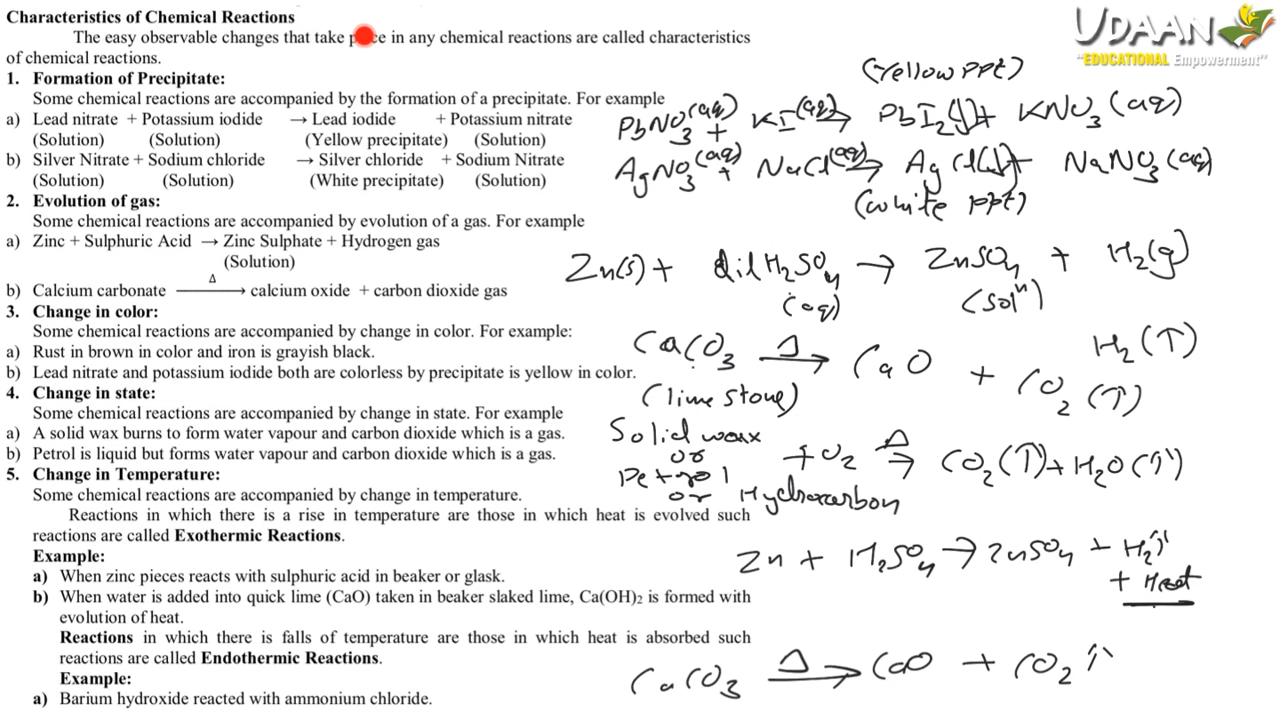 Characteristics of Chemical Reactions
The easy observable changes that take place in any chemical reactions are called characteristics
of chemical reactions.
1. Formation of Precipitate:
Some chemical reactions are accompanied by the formation of a precipitate. For example
a) Lead nitrate + Potassium iodide → Lead iodide + Potassium nitrate
(Solution) (Solution) (Yellow precipitate) (Solution)
b) Silver Nitrate + Sodium chloride → Silver chloride + Sodium Nitrate
(Solution) (Solution) (White precipitate) (Solution)
2. Evolution of gas:
Some chemical reactions are accompanied by evolution of a gas. For example
a) Zinc + Sulphuric Acid → Zinc Sulphate + Hydrogen gas
(Solution)
b) Calcium carbonate —Δ→ calcium oxide + carbon dioxide gas
3. Change in color:
Some chemical reactions are accompanied by change in color. For example:
a) Rust in brown in color and iron is grayish black.
b) Lead nitrate and potassium iodide both are colorless by precipitate is yellow in color.
4. Change in state:
Some chemical reactions are accompanied by change in state. For example
a) A solid wax burns to form water vapour and carbon dioxide which is a gas.
b) Petrol is liquid but forms water vapour and carbon dioxide which is a gas.
5. Change in Temperature:
Some chemical reactions are accompanied by change in temperature.
Reactions in which there is a rise in temperature are those in which heat is evolved such
reactions are called Exothermic Reactions.
Example:
a) When zinc pieces reacts with sulphuric acid in beaker or glask.
b) When water is added into quick lime (CaO) taken in beaker slaked lime, Ca(OH)₂ is formed with
evolution of heat.
Reactions in which there is falls of temperature are those in which heat is absorbed such
reactions are called Endothermic Reactions.
Example:
a) Barium hydroxide reacted with ammonium chloride.
UDAAN
"EDUCATIONAL Empowerment"
(Yellow PPt)
PbNO₃(aq) + KI(aq) → PbI₂(↓)+ KNO₃(aq)
AgNO₃(aq) + NaCl(aq) → AgCl(↓)+ NaNO₃(aq)
(white ppt)
Zn(s) + dil H₂SO₄ → ZnSO₄ + H₂(g)
(aq) (solⁿ)
H₂(↑)
CaCO₃ —Δ→ CaO + CO₂(↑)
(lime stone)
Solid wax
or
Petrol + O₂ —Δ→ CO₂(↑)+ H₂O(↑)
or Hydrocarbon
Zn + H₂SO₄ → ZnSO₄ + H₂↑
+ Heat
CaCO₃ —Δ→ CaO + CO₂↑